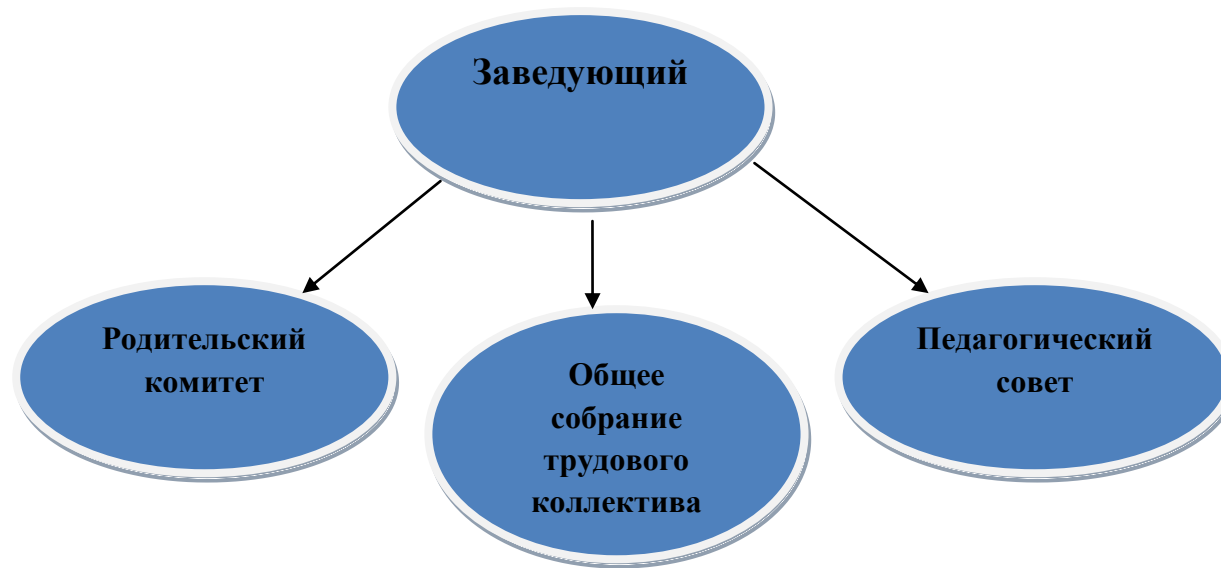 Заведующий
Родительский
комитет
Общее
собрание
трудового
коллектива
Педагогический
совет